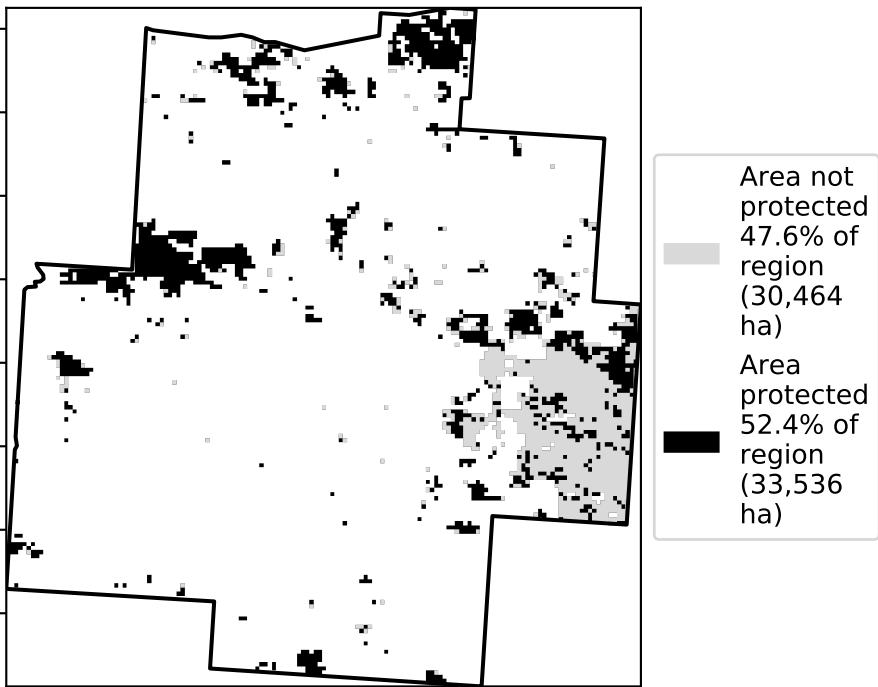 Area not
protected
47.6% of
region
(30,464
ha)
Area
protected
52.4% of
region
(33,536
ha)